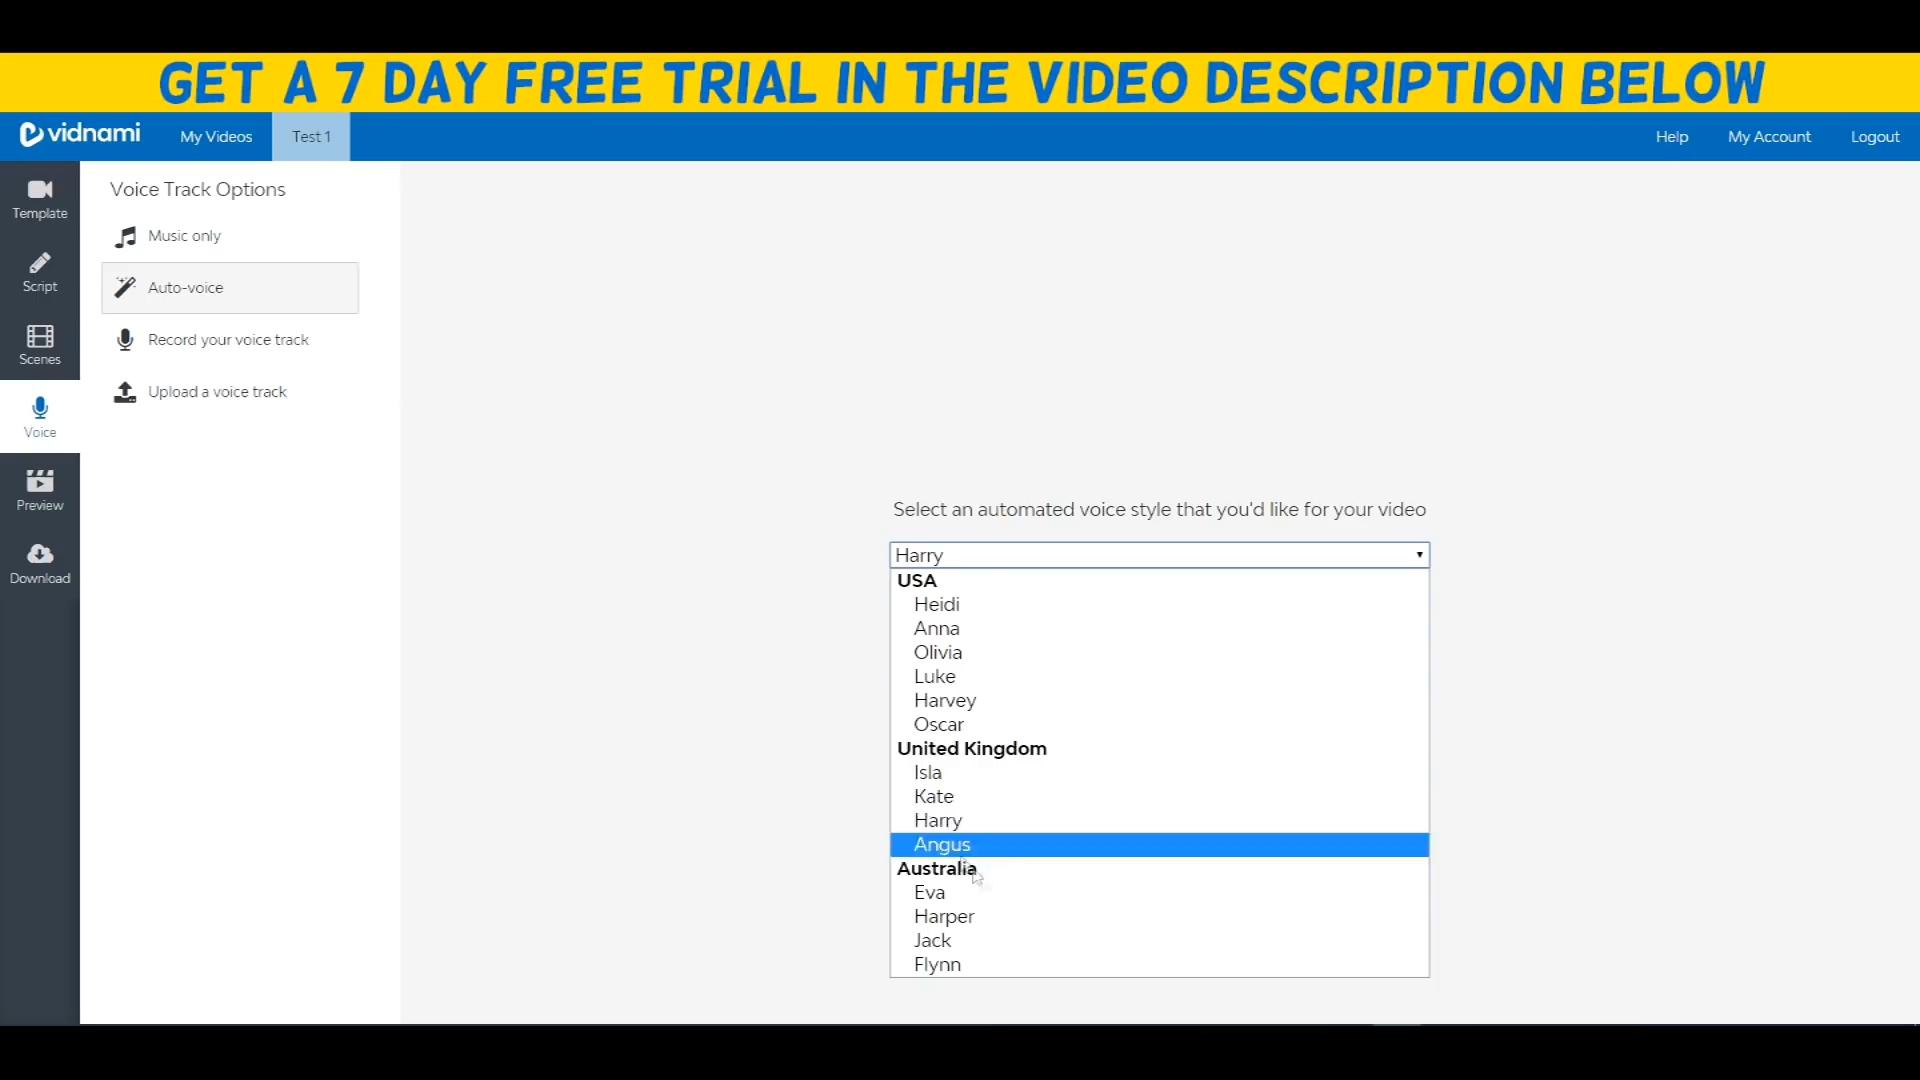 GET A 7 DAY FREE TRIAL IN THE VIDEO DESCRIPTION BELOW
vidnami My Videos Test 1 Help My Account Logout
Template
Script
Scenes
Voice
Preview
Download
Voice Track Options
Music only
Auto-voice
Record your voice track
Upload a voice track
Select an automated voice style that you'd like for your video
Harry
USA
Heidi
Anna
Olivia
Luke
Harvey
Oscar
United Kingdom
Isla
Kate
Harry
Angus
Australia
Eva
Harper
Jack
Flynn